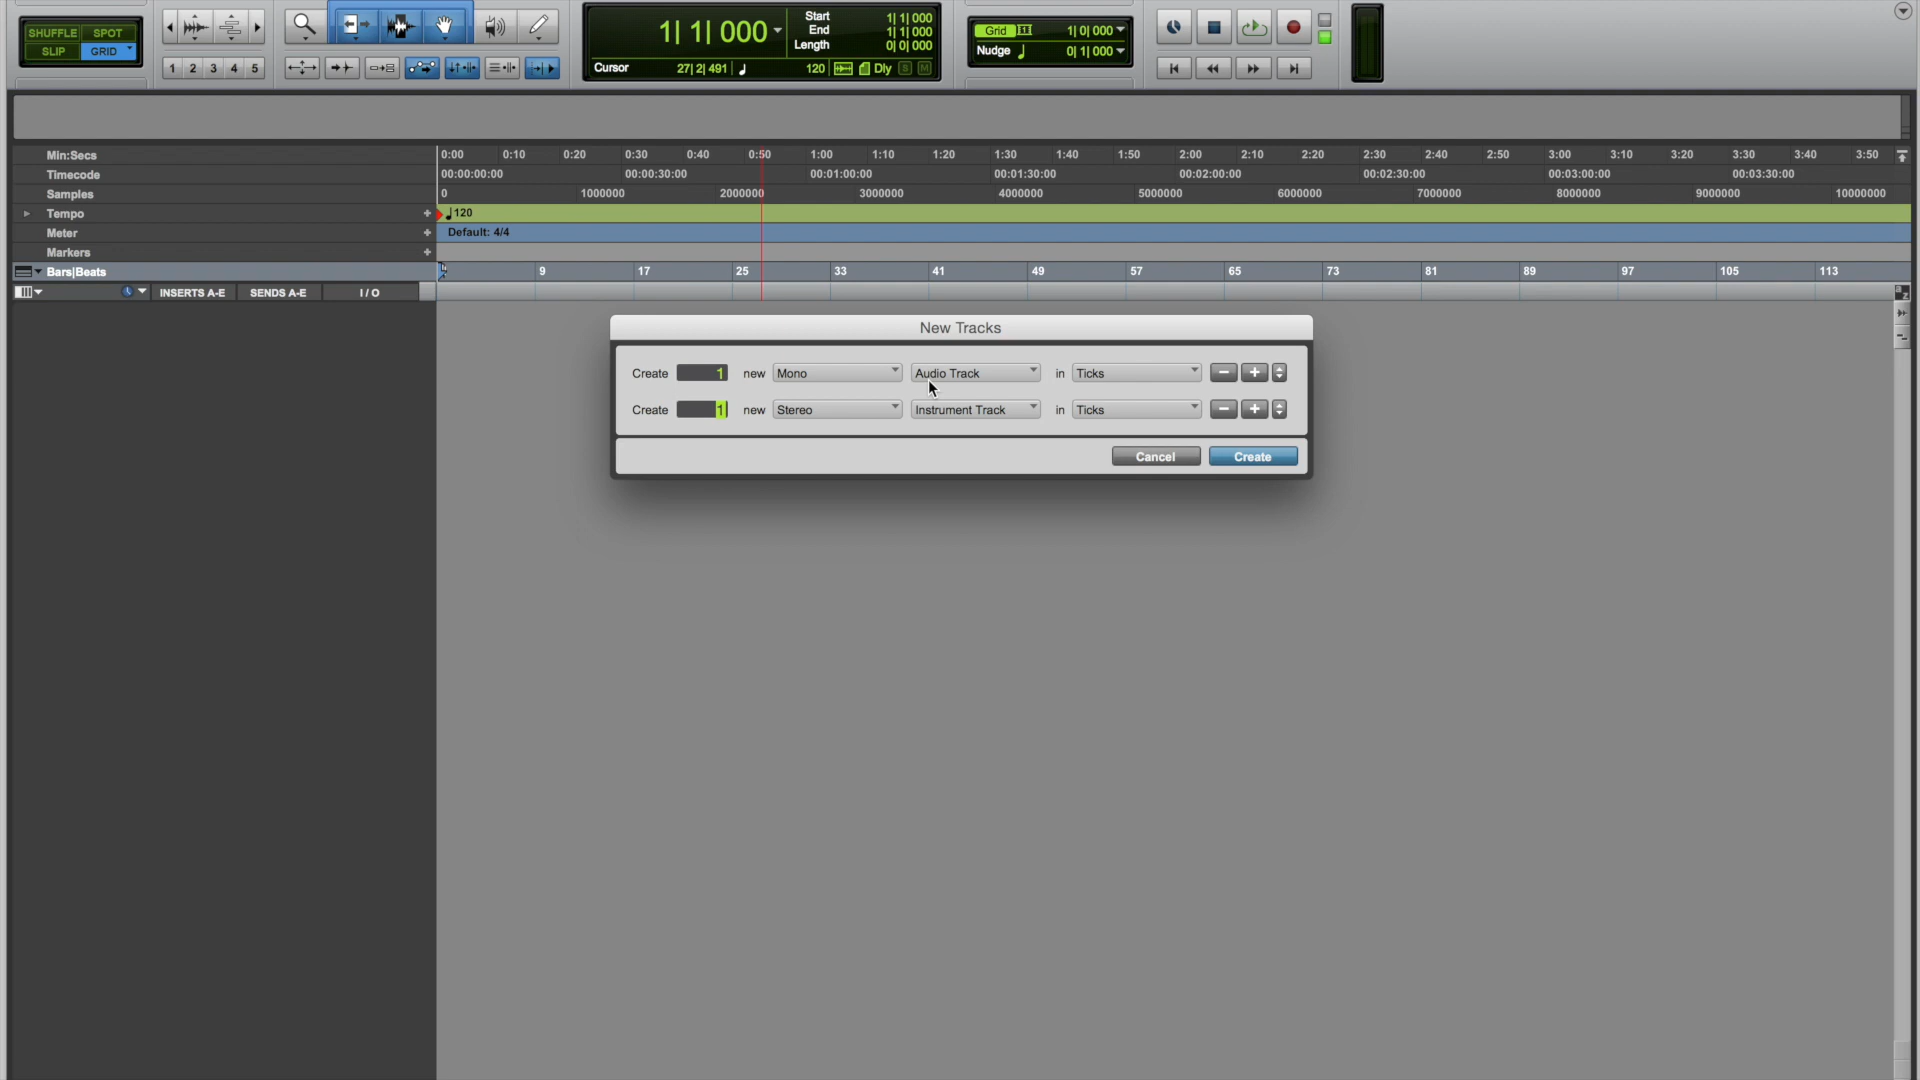 SHUFFLE SPOT
SLIP GRID
1 2 3 4 5
1| 1| 000
Start 1| 1| 000
End 1| 1| 000
Length 0| 0| 000
Cursor 27| 2| 491 120 Dly S M
Grid 1| 0| 000
Nudge 0| 1| 000
Min:Secs 0:00 0:10 0:20 0:30 0:40 0:50 1:00 1:10 1:20 1:30 1:40 1:50 2:00 2:10 2:20 2:30 2:40 2:50 3:00 3:10 3:20 3:30 3:40 3:50
Timecode 00:00:00:00 00:00:30:00 00:01:00:00 00:01:30:00 00:02:00:00 00:02:30:00 00:03:00:00 00:03:30:00
Samples 0 1000000 2000000 3000000 4000000 5000000 6000000 7000000 8000000 9000000 10000000
Tempo + 120
Meter + Default: 4/4
Markers +
Bars|Beats 9 17 25 33 41 49 57 65 73 81 89 97 105 113
INSERTS A-E SENDS A-E I / O
New Tracks
Create 1 new Mono Audio Track in Ticks
Create 1 new Stereo Instrument Track in Ticks
Cancel Create